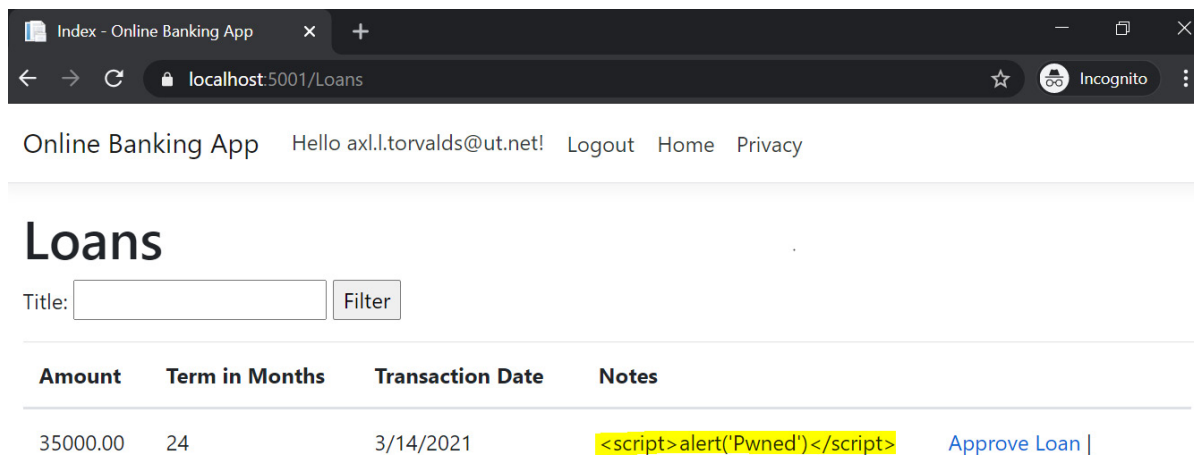 Index - Online Banking App
localhost:5001/Loans Incognito
Online Banking App Hello axl.l.torvalds@ut.net! Logout Home Privacy
Loans
Title: Filter
Amount Term in Months Transaction Date Notes
35000.00 24 3/14/2021 <script>alert('Pwned')</script> Approve Loan |